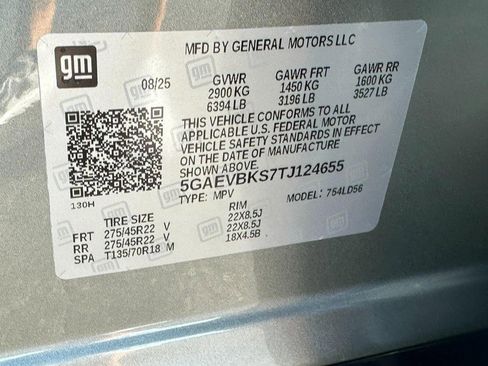 gm
MFD BY GENERAL MOTORS LLC
08/25 GVWR GAWR FRT GAWR RR
2900 KG 1450 KG 1600 KG
6394 LB 3196 LB 3527 LB
THIS VEHICLE CONFORMS TO ALL
APPLICABLE U.S. FEDERAL MOTOR
VEHICLE SAFETY STANDARDS IN EFFECT
ON THE DATE OF MANUFACTURE
SHOWN ABOVE.
5GAEVBKS7TJ124655
130H TYPE: MPV MODEL: 754LD56
TIRE SIZE RIM
FRT 275/45R22 V 22X8.5J
RR 275/45R22 V 22X8.5J
SPA T135/70R18 M 18X4.5B